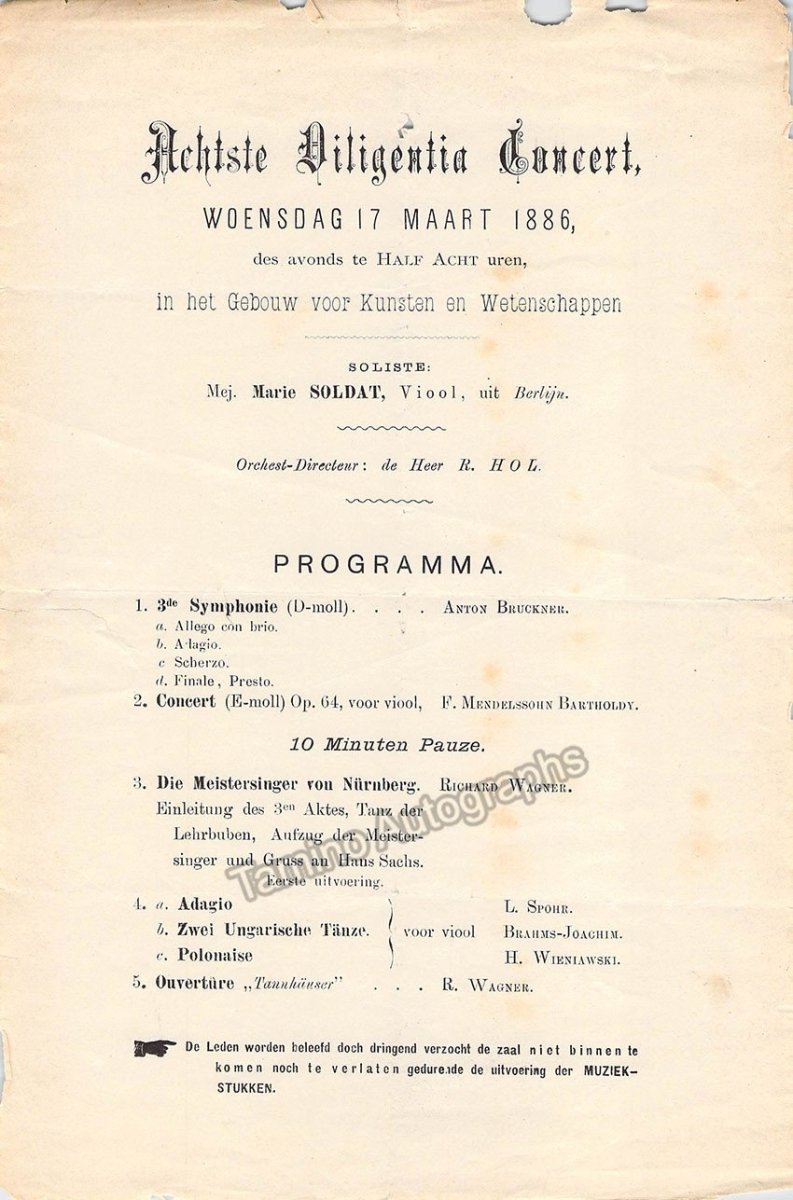 Achtste Diligentia Concert,
WOENSDAG 17 MAART 1886,
des avonds te HALF ACHT uren,
in het Gebouw voor Kunsten en Wetenschappen
SOLISTE:
Mej. Marie SOLDAT, Viool, uit Berlijn.
Orchest-Directeur: de Heer R. HOL.
PROGRAMMA.
1. 3de Symphonie (D-moll). . . . ANTON BRUCKNER.
a. Allego con brio.
b. Adagio.
c Scherzo.
d. Finale, Presto.
2. Concert (E-moll) Op. 64, voor viool, F. MENDELSSOHN BARTHOLDY.
10 Minuten Pauze.
3. Die Meistersinger von Nürnberg. RICHARD WAGNER.
Einleitung des 3en Aktes, Tanz der
Lehrbuben, Aufzug der Meister-
singer und Gruss an Hans Sachs.
Eerste uitvoering.
4. a. Adagio L. SPOHR.
b. Zwei Ungarische Tänze. voor viool BRAHMS-JOACHIM.
c. Polonaise H. WIENIAWSKI.
5. Ouvertüre „Tannhäuser" . . . R. WAGNER.
De Leden worden beleefd doch dringend verzocht de zaal niet binnen te
komen noch te verlaten gedurende de uitvoering der MUZIEK-
STUKKEN.
Tamino Autographs